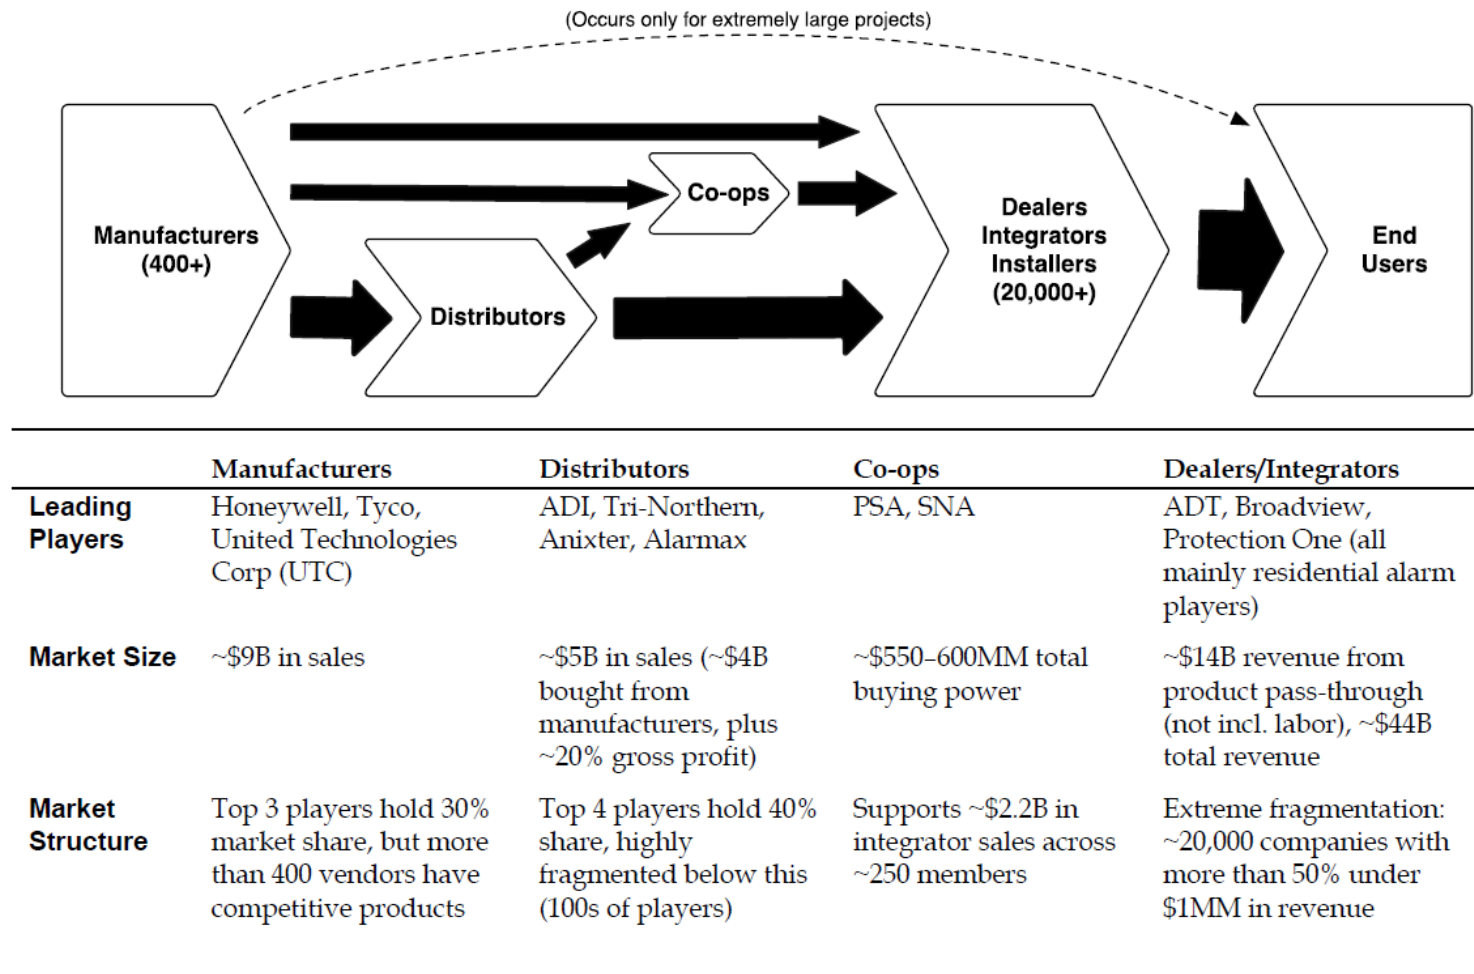 (Occurs only for extremely large projects)
Manufacturers
(400+)
Distributors
Co-ops
Dealers
Integrators
Installers
(20,000+)
End
Users
Manufacturers
Distributors
Co-ops
Dealers/Integrators
Leading
Players
Honeywell, Tyco,
United Technologies
Corp (UTC)
ADI, Tri-Northern,
Anixter, Alarmax
PSA, SNA
ADT, Broadview,
Protection One (all
mainly residential alarm
players)
Market Size
~$9B in sales
~$5B in sales (~$4B
bought from
manufacturers, plus
~20% gross profit)
~$550–600MM total
buying power
~$14B revenue from
product pass-through
(not incl. labor), ~$44B
total revenue
Market
Structure
Top 3 players hold 30%
market share, but more
than 400 vendors have
competitive products
Top 4 players hold 40%
share, highly
fragmented below this
(100s of players)
Supports ~$2.2B in
integrator sales across
~250 members
Extreme fragmentation:
~20,000 companies with
more than 50% under
$1MM in revenue